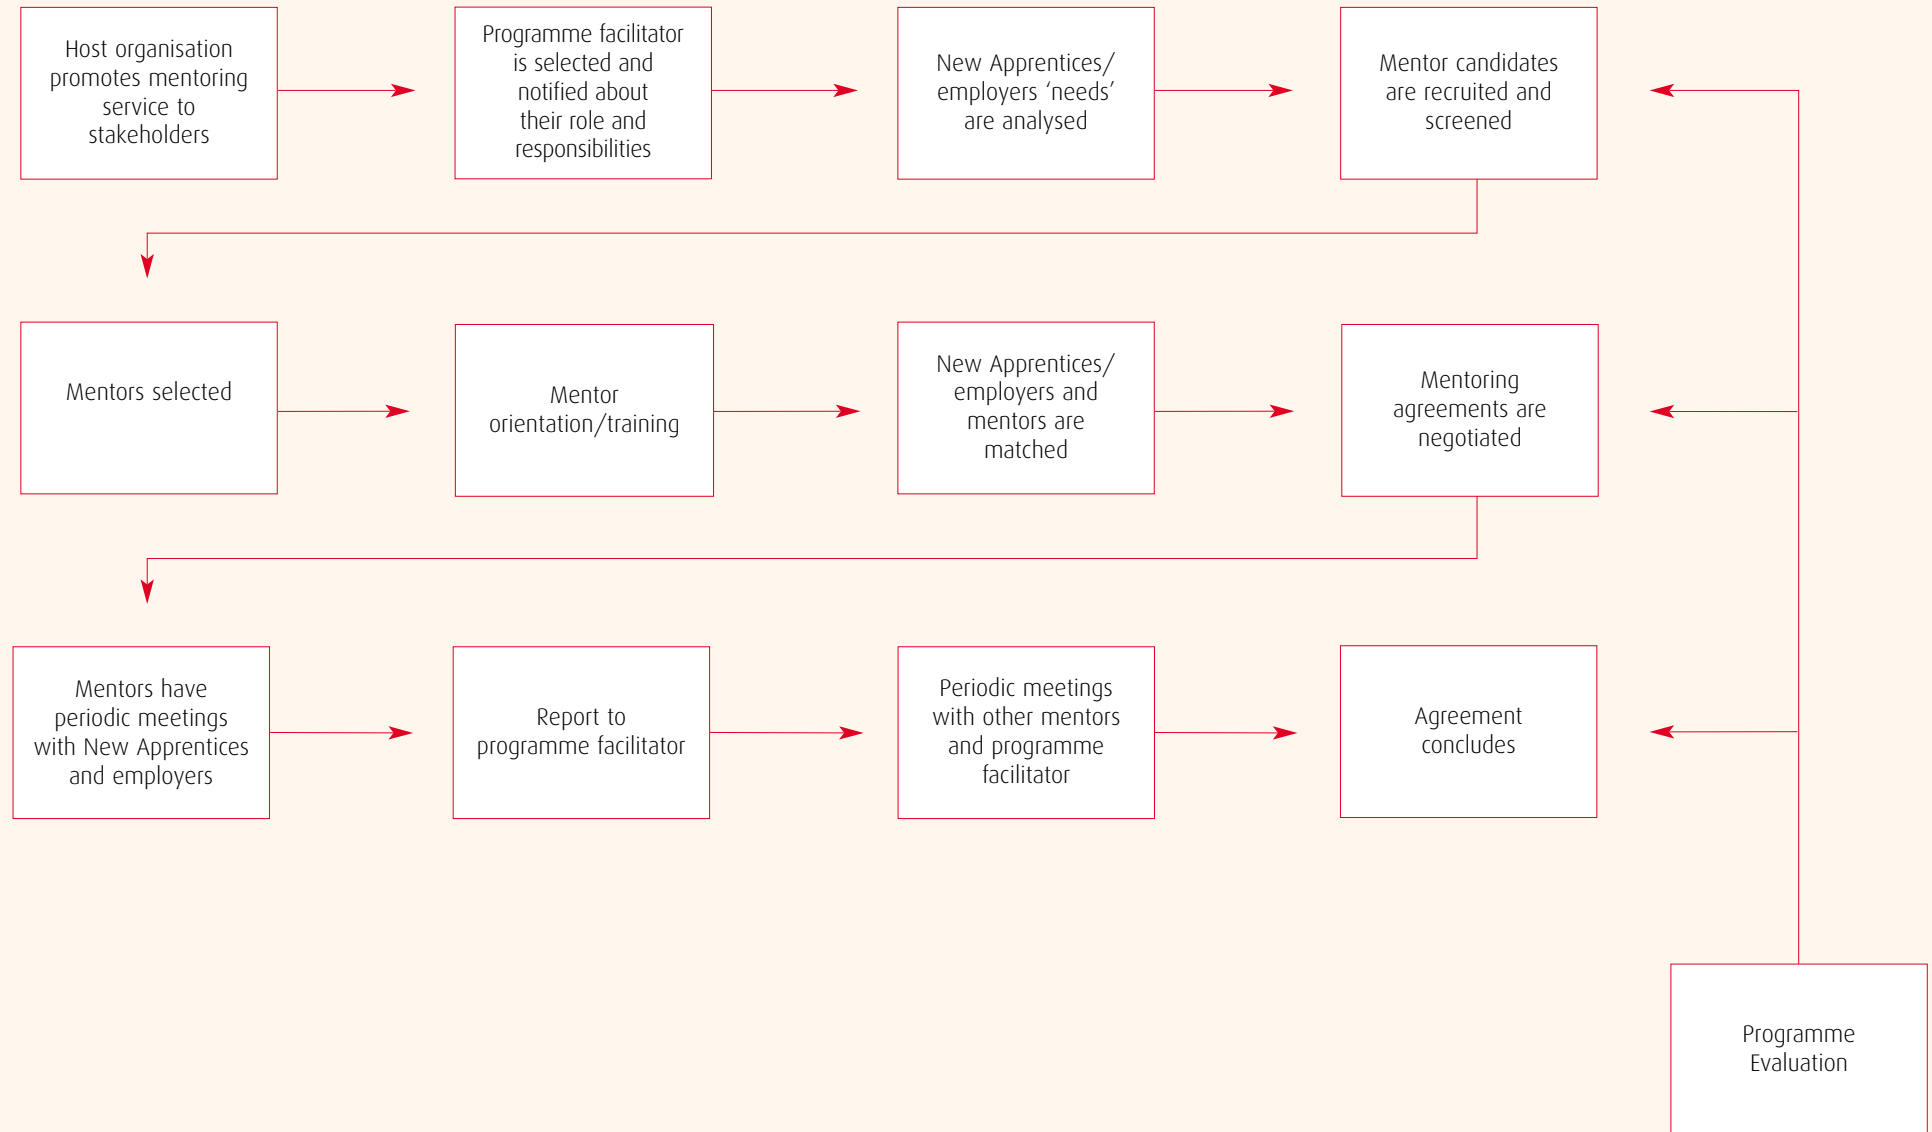 Host organisation
promotes mentoring
service to
stakeholders
Programme facilitator
is selected and
notified about
their role and
responsibilities
New Apprentices/
employers ‘needs’
are analysed
Mentor candidates
are recruited and
screened
Mentors selected
Mentor
orientation/training
New Apprentices/
employers and
mentors are
matched
Mentoring
agreements are
negotiated
Mentors have
periodic meetings
with New Apprentices
and employers
Report to
programme facilitator
Periodic meetings
with other mentors
and programme
facilitator
Agreement
concludes
Programme
Evaluation